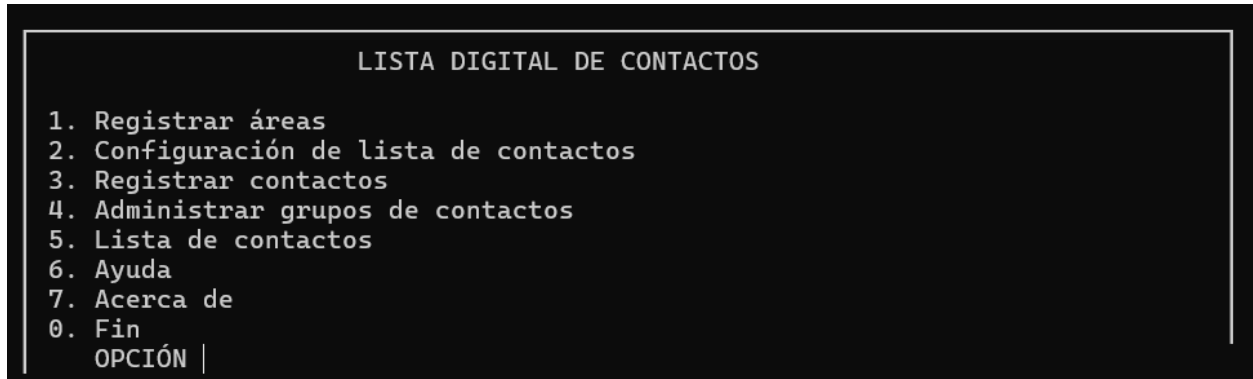 LISTA DIGITAL DE CONTACTOS
1. Registrar áreas
2. Configuración de lista de contactos
3. Registrar contactos
4. Administrar grupos de contactos
5. Lista de contactos
6. Ayuda
7. Acerca de
0. Fin
OPCIÓN